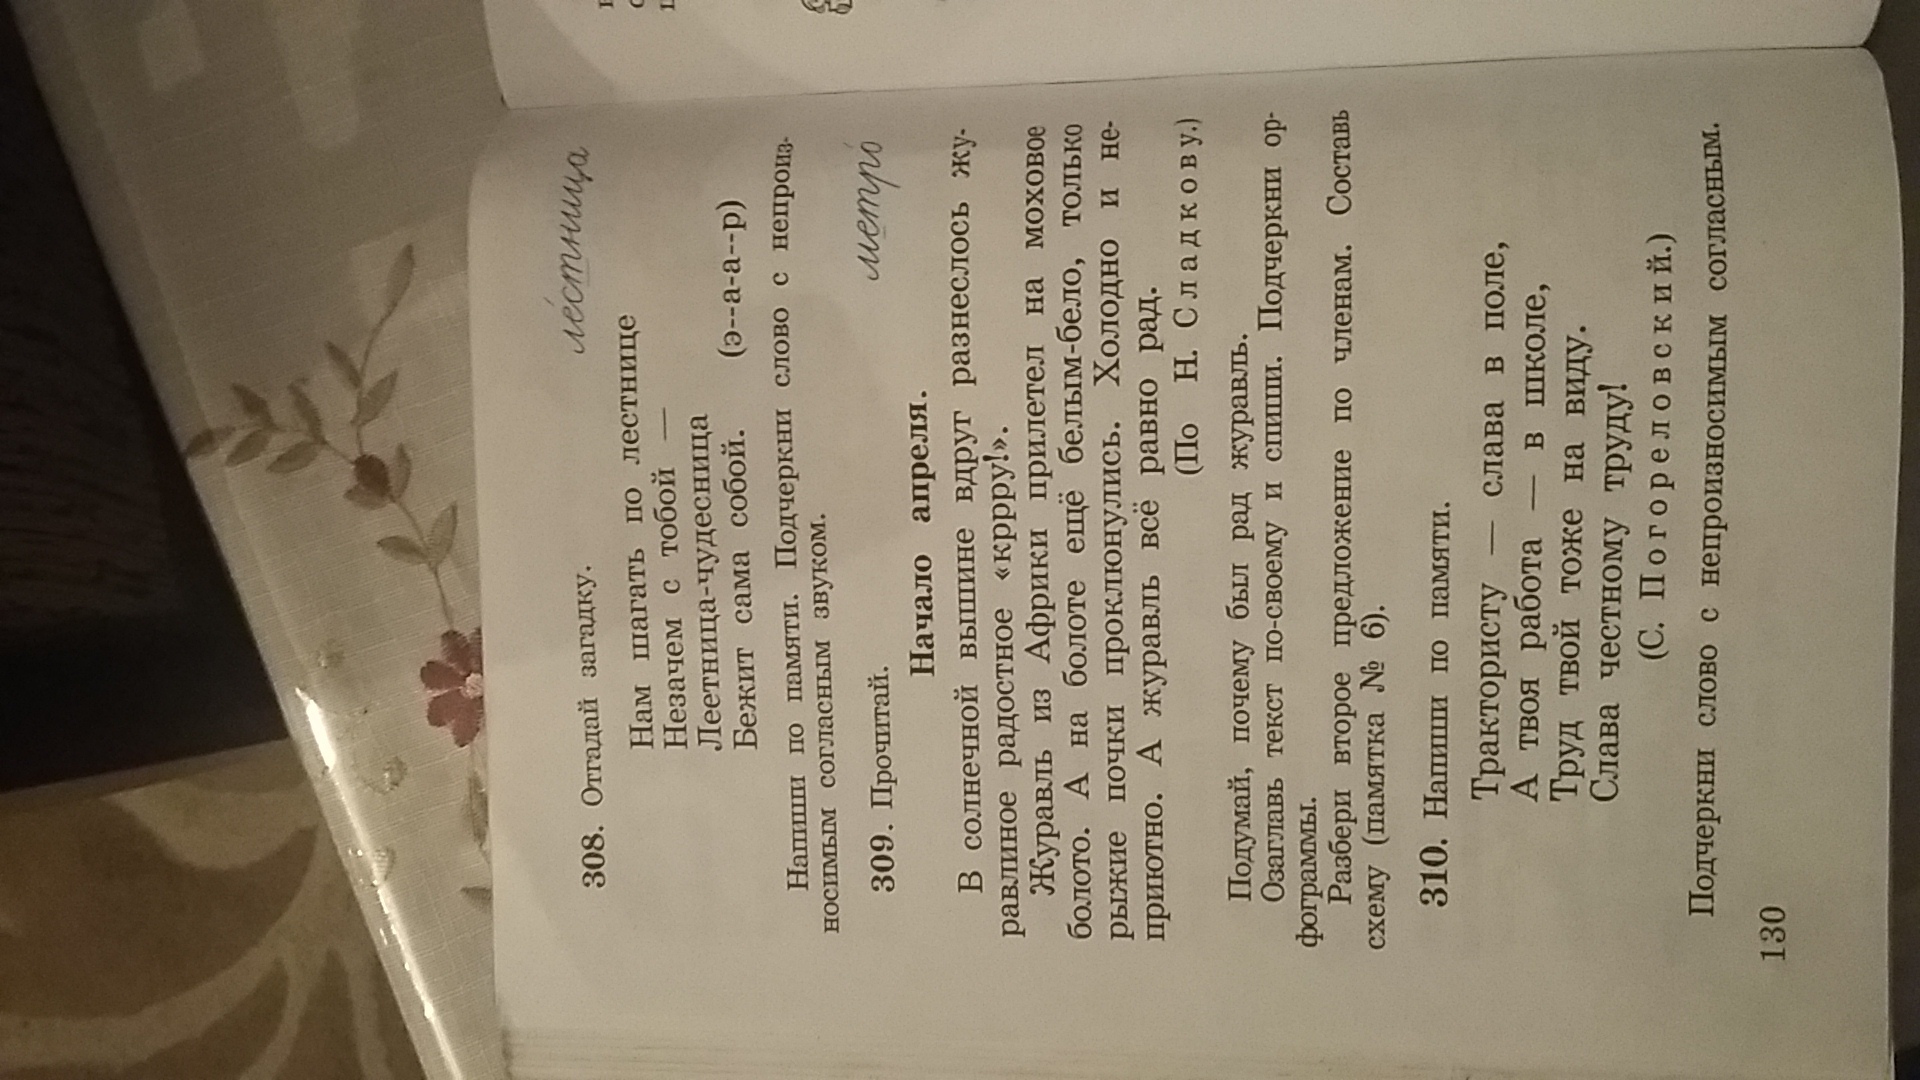 лéстница
308. Отгадай загадку.
Нам шагать по лестнице
Незачем с тобой —
Леетница-чудесница
Бежит сама собой. (э--а-а--р)
Напиши по памяти. Подчеркни слово с непроиз-
носимым согласным звуком.
309. Прочитай.
метрó
Начало апреля.
В солнечной вышине вдруг разнеслось жу-
равлиное радостное «кррру!».
Журавль из Африки прилетел на моховое
болото. А на болоте ещё белым-бело, только
рыжие почки проклюнулись. Холодно и не-
приютно. А журавль всё равно рад.
(По Н. Сладкову.)
Подумай, почему был рад журавль.
Озаглавь текст по-своему и спиши. Подчеркни ор-
фограммы.
Разбери второе предложение по членам. Составь
схему (памятка № 6).
310. Напиши по памяти.
Трактористу — слава в поле,
А твоя работа — в школе,
Труд твой тоже на виду.
Слава честному труду!
(С. Погореловский.)
Подчеркни слово с непроизносимым согласным.
130